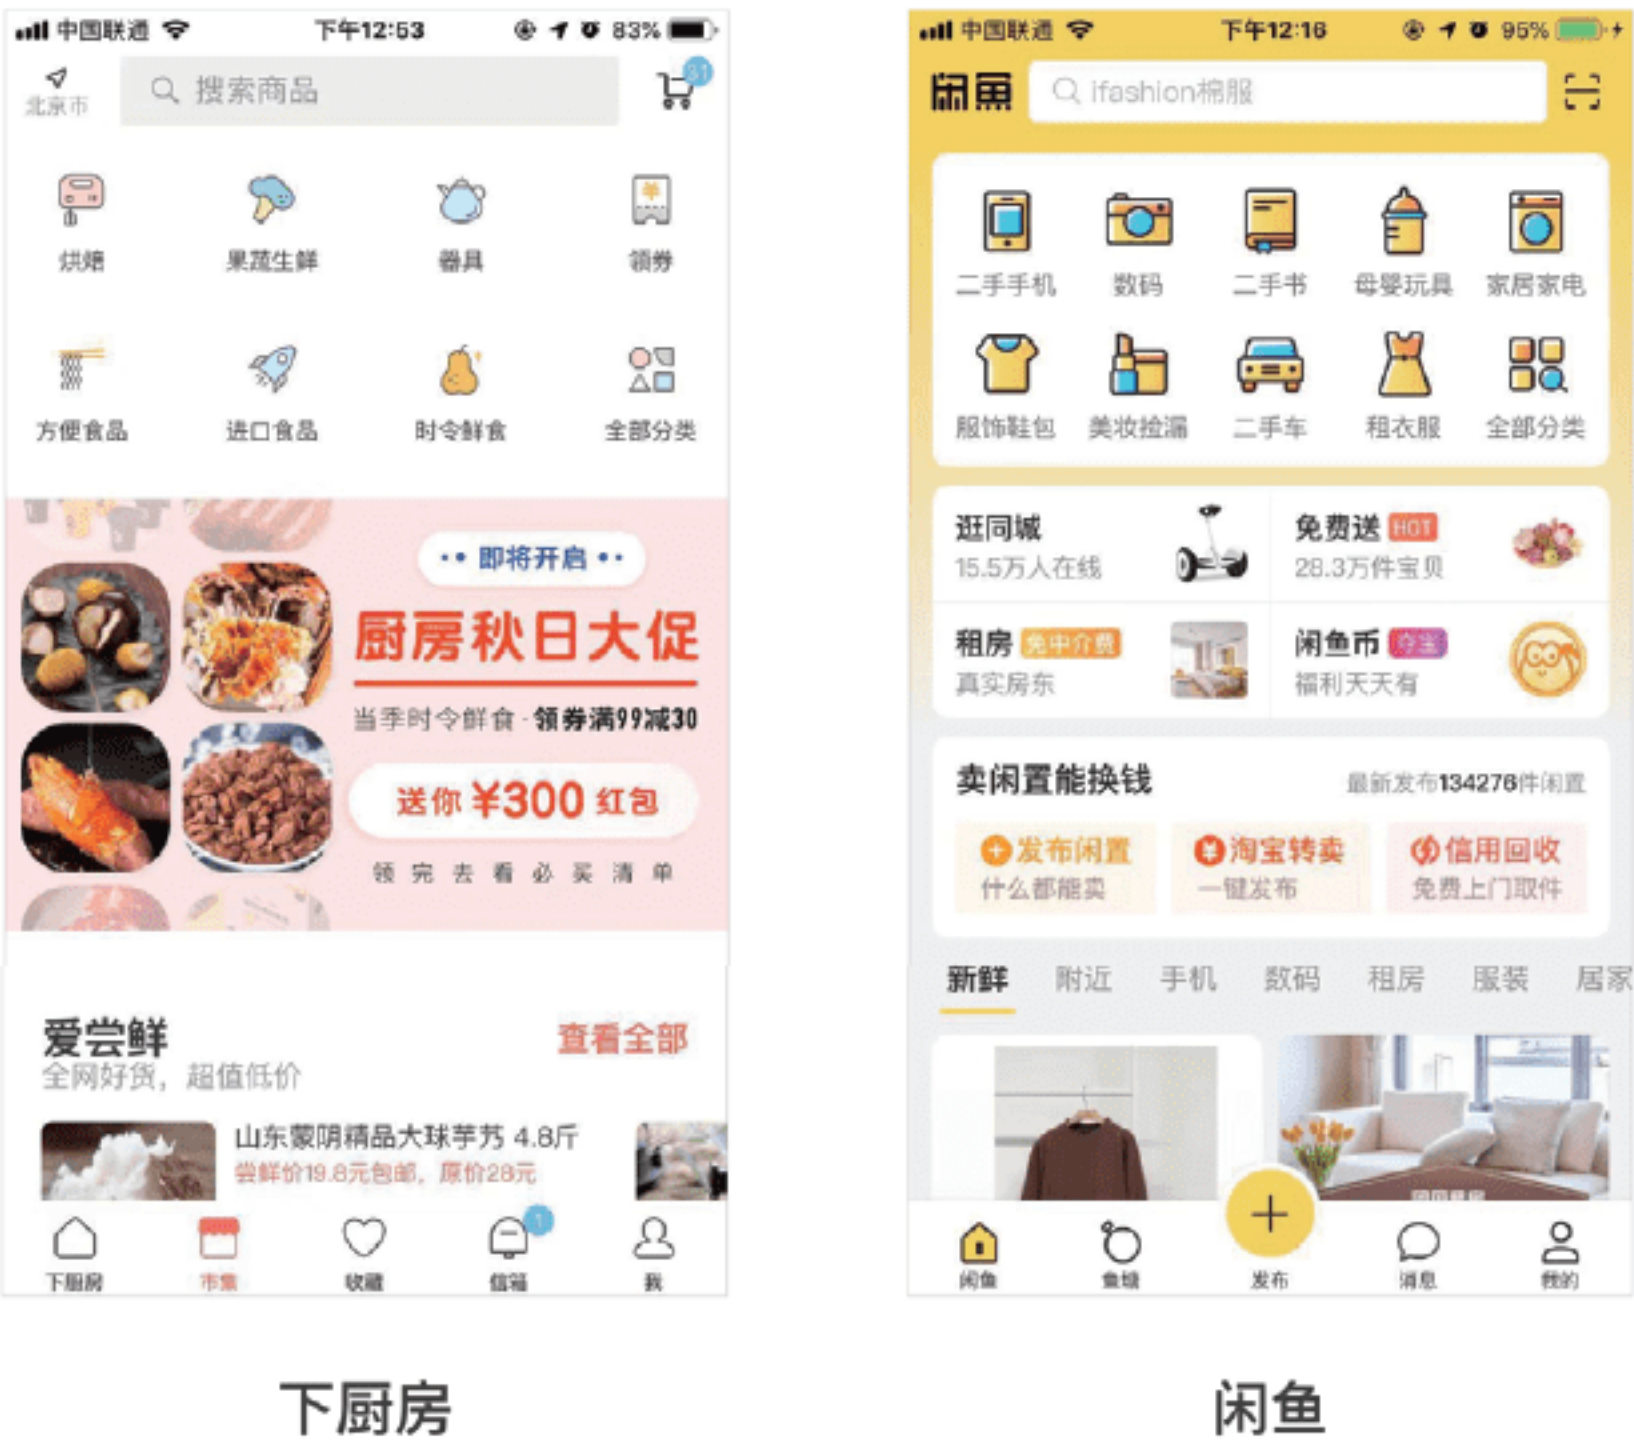 中国联通 下午12:53 83%
北京市 搜索商品 31
烘焙 果蔬生鲜 器具 领券
方便食品 进口食品 时令鲜食 全部分类
·• 即将开启 •·
厨房秋日大促
当季时令鲜食·领券满99减30
送你¥300红包
领完去看必买清单
爱尝鲜 查看全部
全网好货，超值低价
山东蒙阴精品大球芋艿 4.8斤
尝鲜价19.8元包邮，原价28元
1
下厨房 市集 收藏 信箱 我
下厨房
中国联通 下午12:16 95%
闲鱼 ifashion棉服
二手手机 数码 二手书 母婴玩具 家居家电
服饰鞋包 美妆捡漏 二手车 租衣服 全部分类
逛同城 免费送 HOT
15.5万人在线 28.3万件宝贝
租房 免中介费 闲鱼币 夺宝
真实房东 福利天天有
卖闲置能换钱 最新发布134276件闲置
发布闲置 淘宝转卖 信用回收
什么都能卖 一键发布 免费上门取件
新鲜 附近 手机 数码 租房 服装 居家
闲鱼 鱼塘 发布 消息 我的
闲鱼